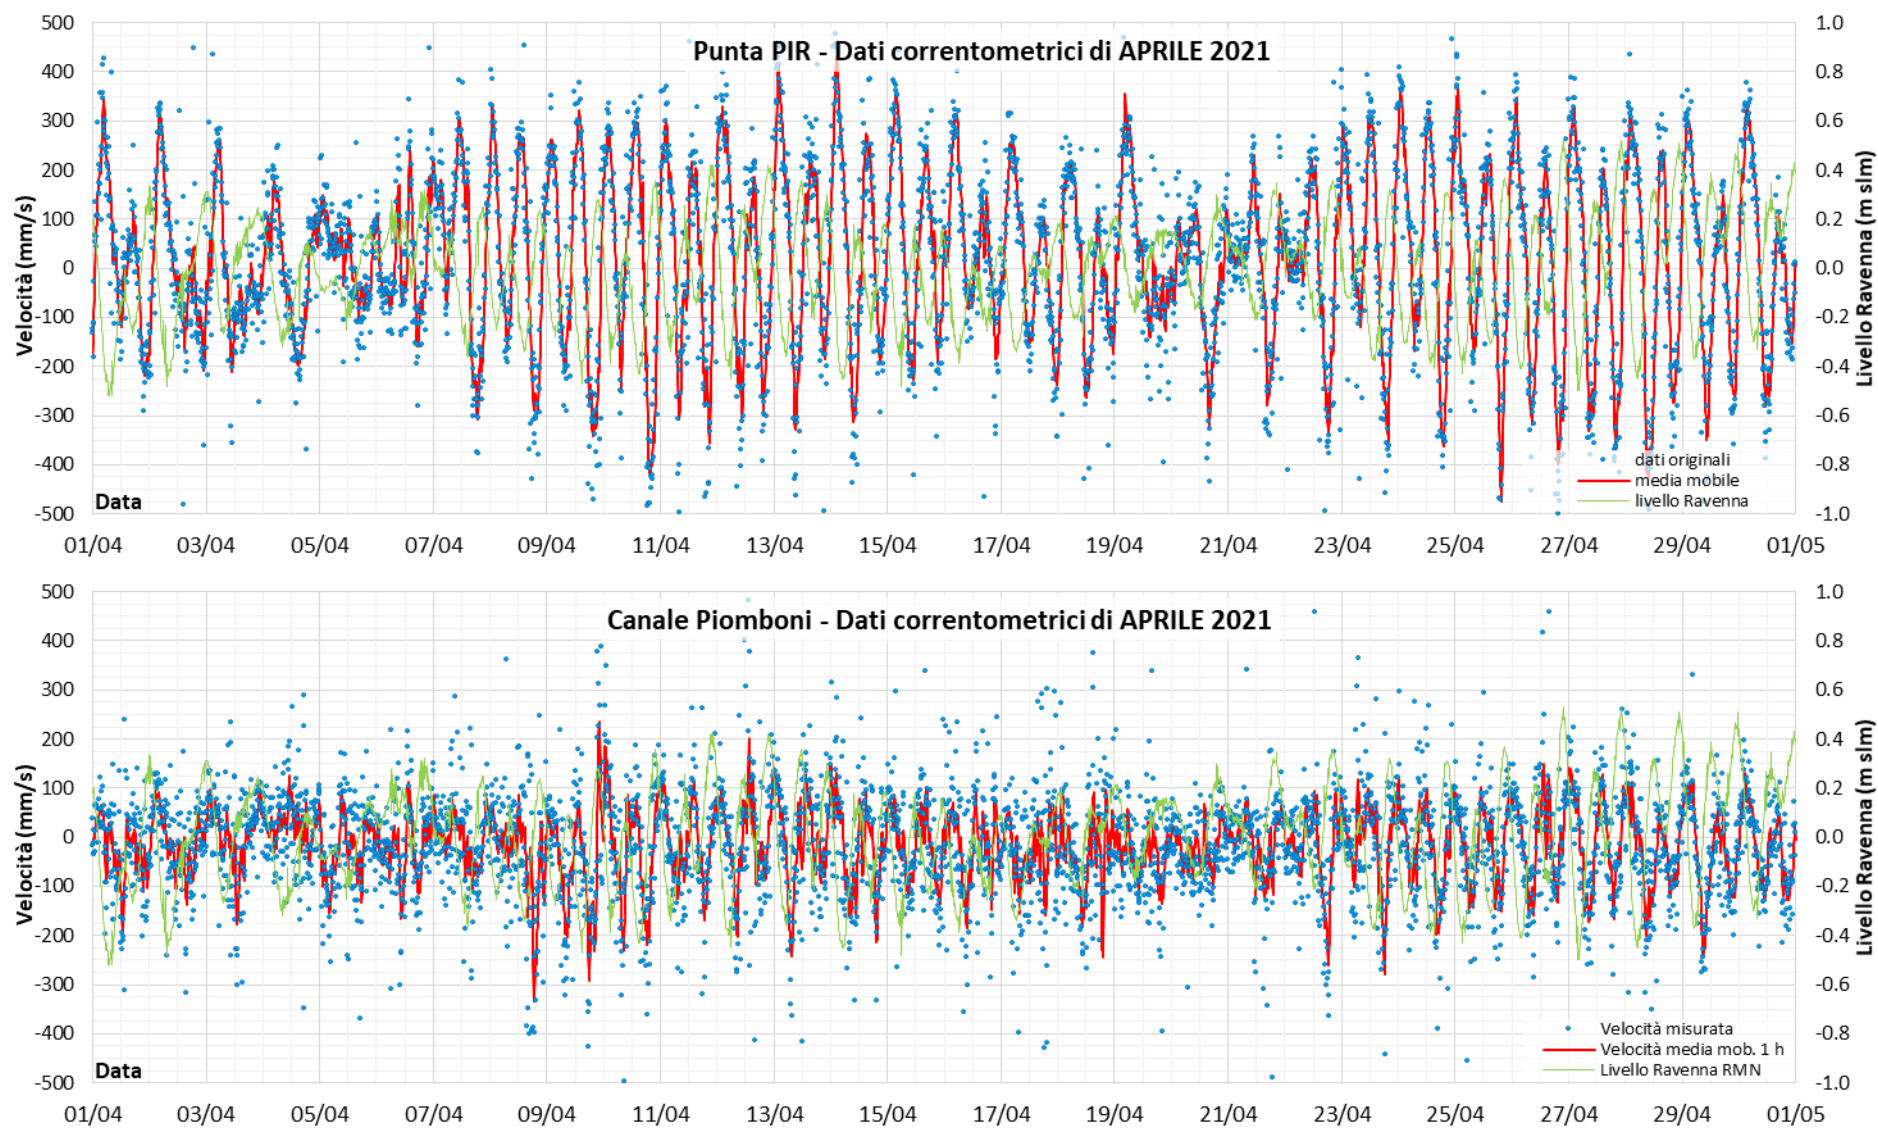 Punta PIR - Dati correntometrici di APRILE 2021
Velocità (mm/s)
500
400
300
200
100
0
-100
-200
-300
-400
-500
Livello Ravenna (m slm)
1.0
0.8
0.6
0.4
0.2
0.0
-0.2
-0.4
-0.6
-0.8
-1.0
dati originali
media mobile
livello Ravenna
Data
01/04 03/04 05/04 07/04 09/04 11/04 13/04 15/04 17/04 19/04 21/04 23/04 25/04 27/04 29/04 01/05
Canale Piomboni - Dati correntometrici di APRILE 2021
Velocità (mm/s)
500
400
300
200
100
0
-100
-200
-300
-400
-500
Livello Ravenna (m slm)
1.0
0.8
0.6
0.4
0.2
0.0
-0.2
-0.4
-0.6
-0.8
-1.0
Velocità misurata
Velocità media mob. 1 h
Livello Ravenna RMN
Data
01/04 03/04 05/04 07/04 09/04 11/04 13/04 15/04 17/04 19/04 21/04 23/04 25/04 27/04 29/04 01/05